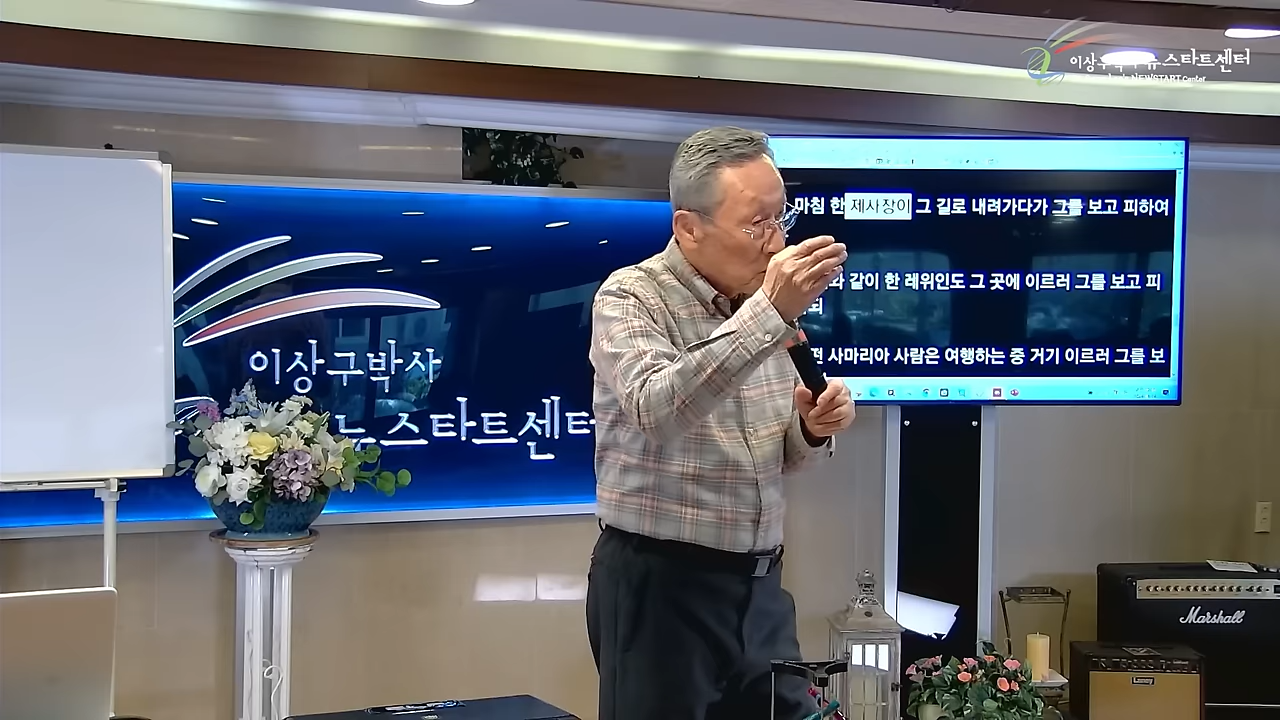 이상구박사 뉴스타트센터
NEWSTART Center
마침 한 제사장이 그 길로 내려가다가 그를 보고 피하여
같이 한 레위인도 그 곳에 이르러 그를 보고 피
되
사마리아 사람은 여행하는 중 거기 이르러 그를 보
이상구박사
뉴스타트센터
Marshall
Laney